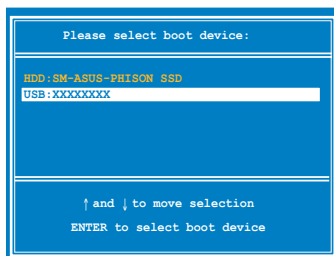 Please select boot device:
HDD:SM-ASUS-PHISON SSD
USB:XXXXXXXX
↑and ↓to move selection
ENTER to select boot device